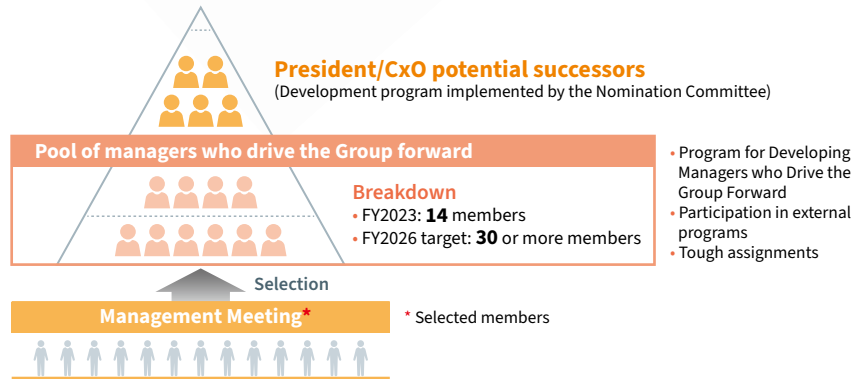 President/CxO potential successors
(Development program implemented by the Nomination Committee)
Pool of managers who drive the Group forward
Breakdown
• FY2023: 14 members
• FY2026 target: 30 or more members
• Program for Developing
Managers who Drive the
Group Forward
• Participation in external
programs
• Tough assignments
Selection
Management Meeting*
* Selected members